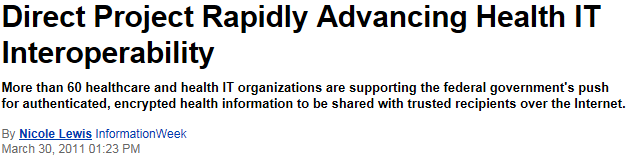 Direct Project Rapidly Advancing Health IT
Interoperability
More than 60 healthcare and health IT organizations are supporting the federal government's push
for authenticated, encrypted health information to be shared with trusted recipients over the Internet.
By Nicole Lewis InformationWeek
March 30, 2011 01:23 PM